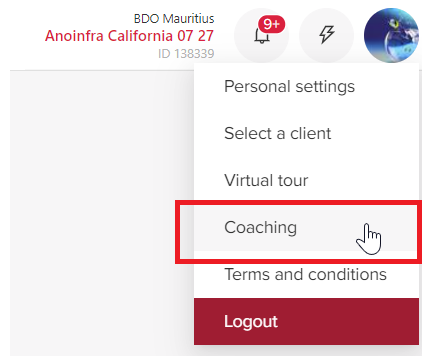 BDO Mauritius
Anoinfra California 07 27
ID 138339
9+
Personal settings
Select a client
Virtual tour
Coaching
Terms and conditions
Logout